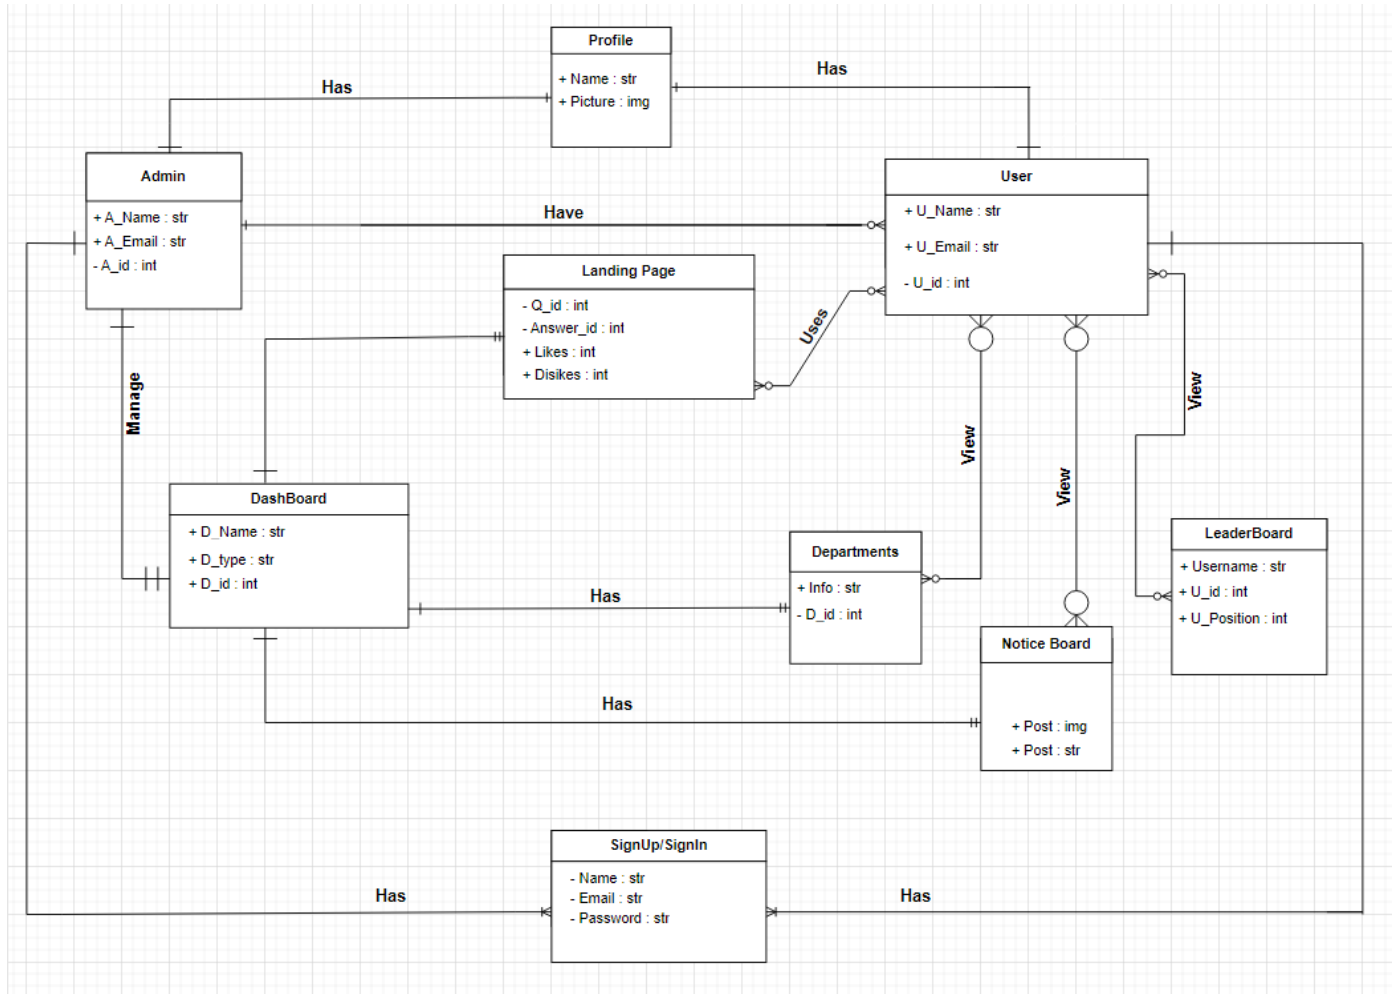 Profile
+ Name : str
+ Picture : img
Has
Has
Admin
+ A_Name : str
+ A_Email : str
- A_id : int
User
+ U_Name : str
+ U_Email : str
- U_id : int
Have
Landing Page
- Q_id : int
- Answer_id : int
+ Likes : int
+ Disikes : int
Uses
Manage
View
View
View
DashBoard
+ D_Name : str
+ D_type : str
+ D_id : int
Has
Departments
+ Info : str
- D_id : int
LeaderBoard
+ Username : str
+ U_id : int
+ U_Position : int
Notice Board
+ Post : img
+ Post : str
Has
SignUp/SignIn
- Name : str
- Email : str
- Password : str
Has
Has